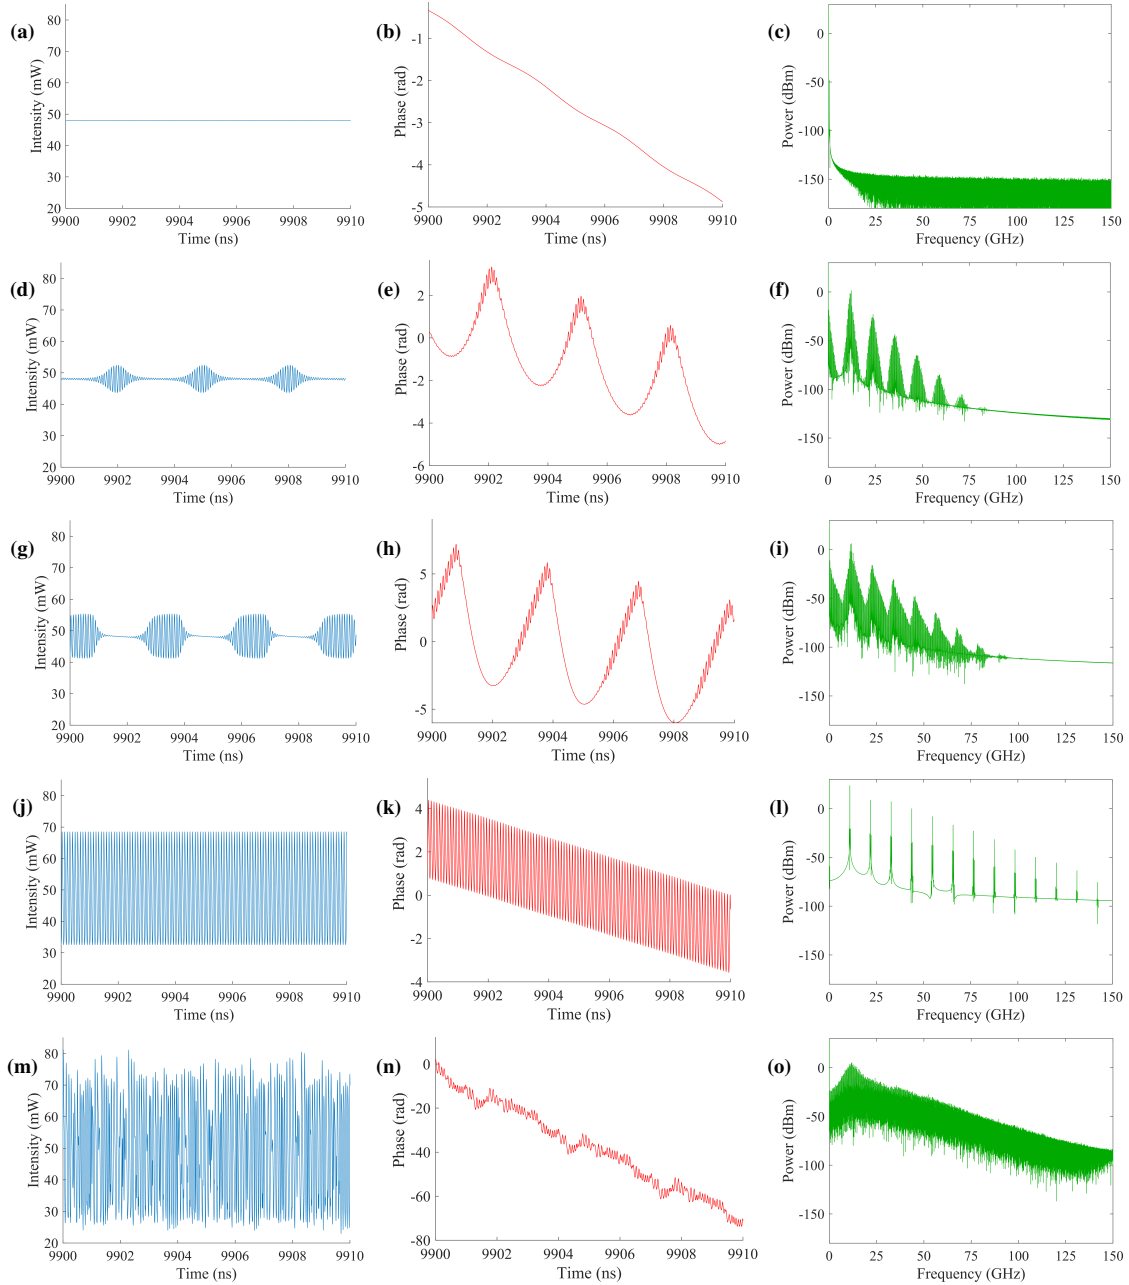 (a)
Intensity (mW)
80
70
60
50
40
30
20
9900 9902 9904 9906 9908 9910
Time (ns)
(b)
Phase (rad)
-1
-2
-3
-4
-5
9900 9902 9904 9906 9908 9910
Time (ns)
(c)
Power (dBm)
0
-50
-100
-150
0 25 50 75 100 125 150
Frequency (GHz)
(d)
Intensity (mW)
80
70
60
50
40
30
20
9900 9902 9904 9906 9908 9910
Time (ns)
(e)
Phase (rad)
2
0
-2
-4
-6
9900 9902 9904 9906 9908 9910
Time (ns)
(f)
Power (dBm)
0
-50
-100
-150
0 25 50 75 100 125 150
Frequency (GHz)
(g)
Intensity (mW)
80
70
60
50
40
30
20
9900 9902 9904 9906 9908 9910
Time (ns)
(h)
Phase (rad)
5
0
-5
9900 9902 9904 9906 9908 9910
Time (ns)
(i)
Power (dBm)
0
-50
-100
-150
0 25 50 75 100 125 150
Frequency (GHz)
(j)
Intensity (mW)
80
70
60
50
40
30
20
9900 9902 9904 9906 9908 9910
Time (ns)
(k)
Phase (rad)
4
2
0
-2
-4
9900 9902 9904 9906 9908 9910
Time (ns)
(l)
Power (dBm)
0
-50
-100
-150
0 25 50 75 100 125 150
Frequency (GHz)
(m)
Intensity (mW)
80
70
60
50
40
30
20
9900 9902 9904 9906 9908 9910
Time (ns)
(n)
Phase (rad)
0
-20
-40
-60
-80
9900 9902 9904 9906 9908 9910
Time (ns)
(o)
Power (dBm)
0
-50
-100
-150
0 25 50 75 100 125 150
Frequency (GHz)